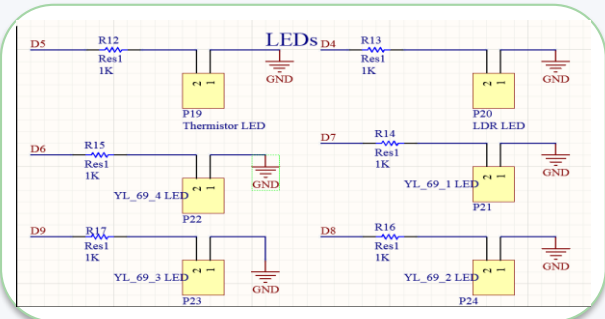 LEDs
D5
R12
Res1
1K
2 1
GND
P19
Thermistor LED
D4
R13
Res1
1K
2 1
GND
P20
LDR LED
D6
R15
Res1
1K
2 1
GND
YL_69_4 LED
P22
D7
R14
Res1
1K
2 1
GND
YL_69_1 LED
P21
D9
R17
Res1
1K
2 1
GND
YL_69_3 LED
P23
D8
R16
Res1
1K
2 1
GND
YL_69_2 LED
P24